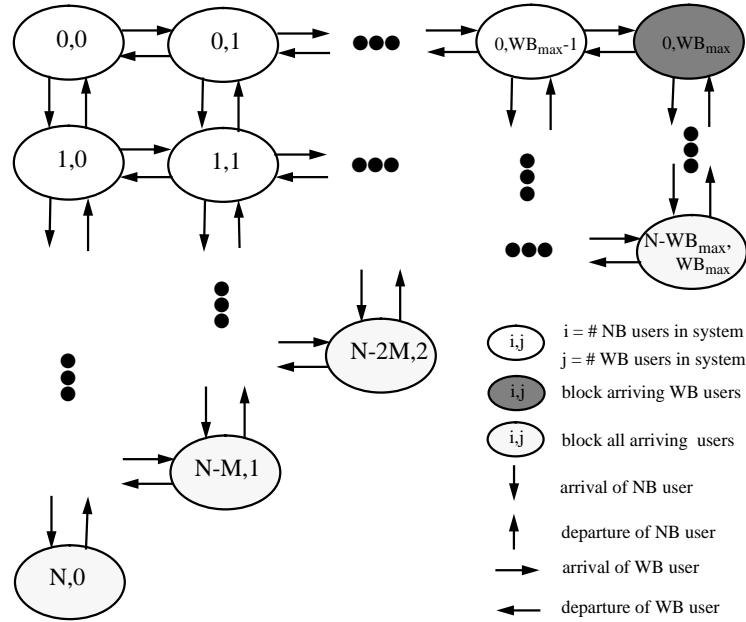 0,0
0,1
0,WBmax-1
0,WBmax
1,0
1,1
N-WBmax,
WBmax
N-2M,2
N-M,1
N,0
i,j
i = # NB users in system
j = # WB users in system
i,j
block arriving WB users
i,j
block all arriving users
arrival of NB user
departure of NB user
arrival of WB user
departure of WB user